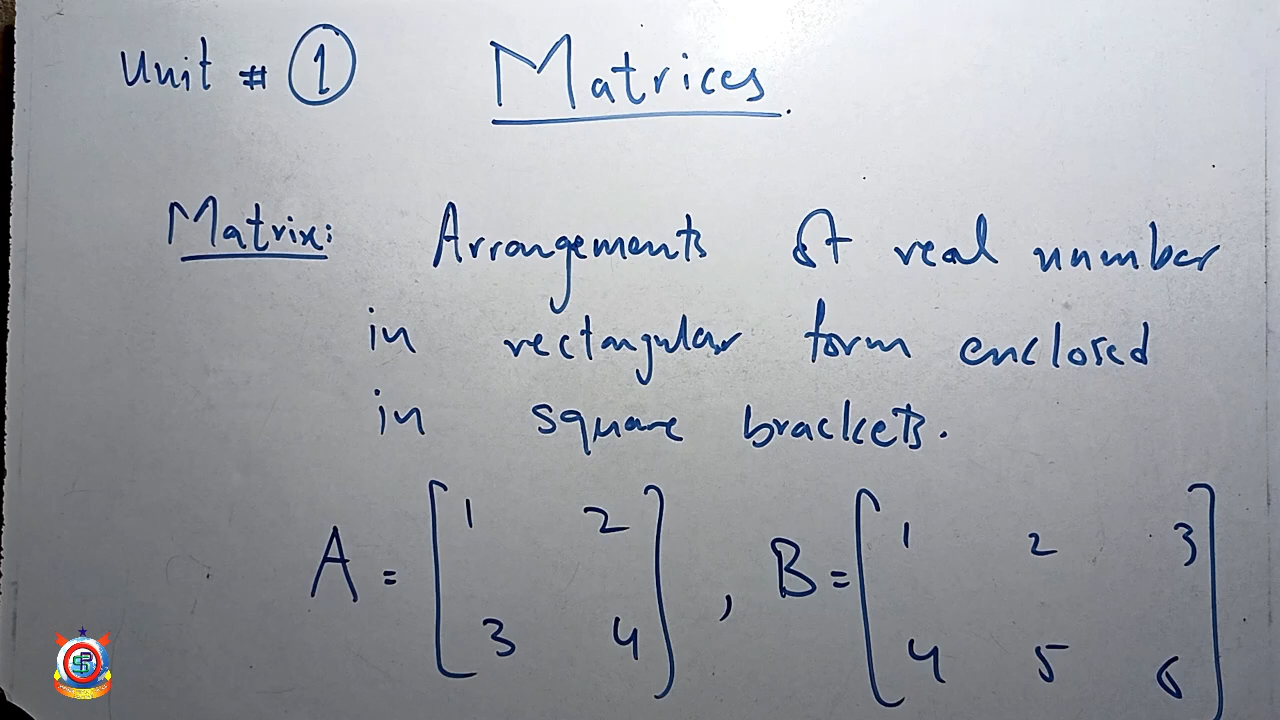 Unit # 1 Matrices.
Matrix: Arrangements of real number
in rectangular form enclosed
in square brackets.
A = [1 2
3 4] , B = [1 2 3
4 5 6]